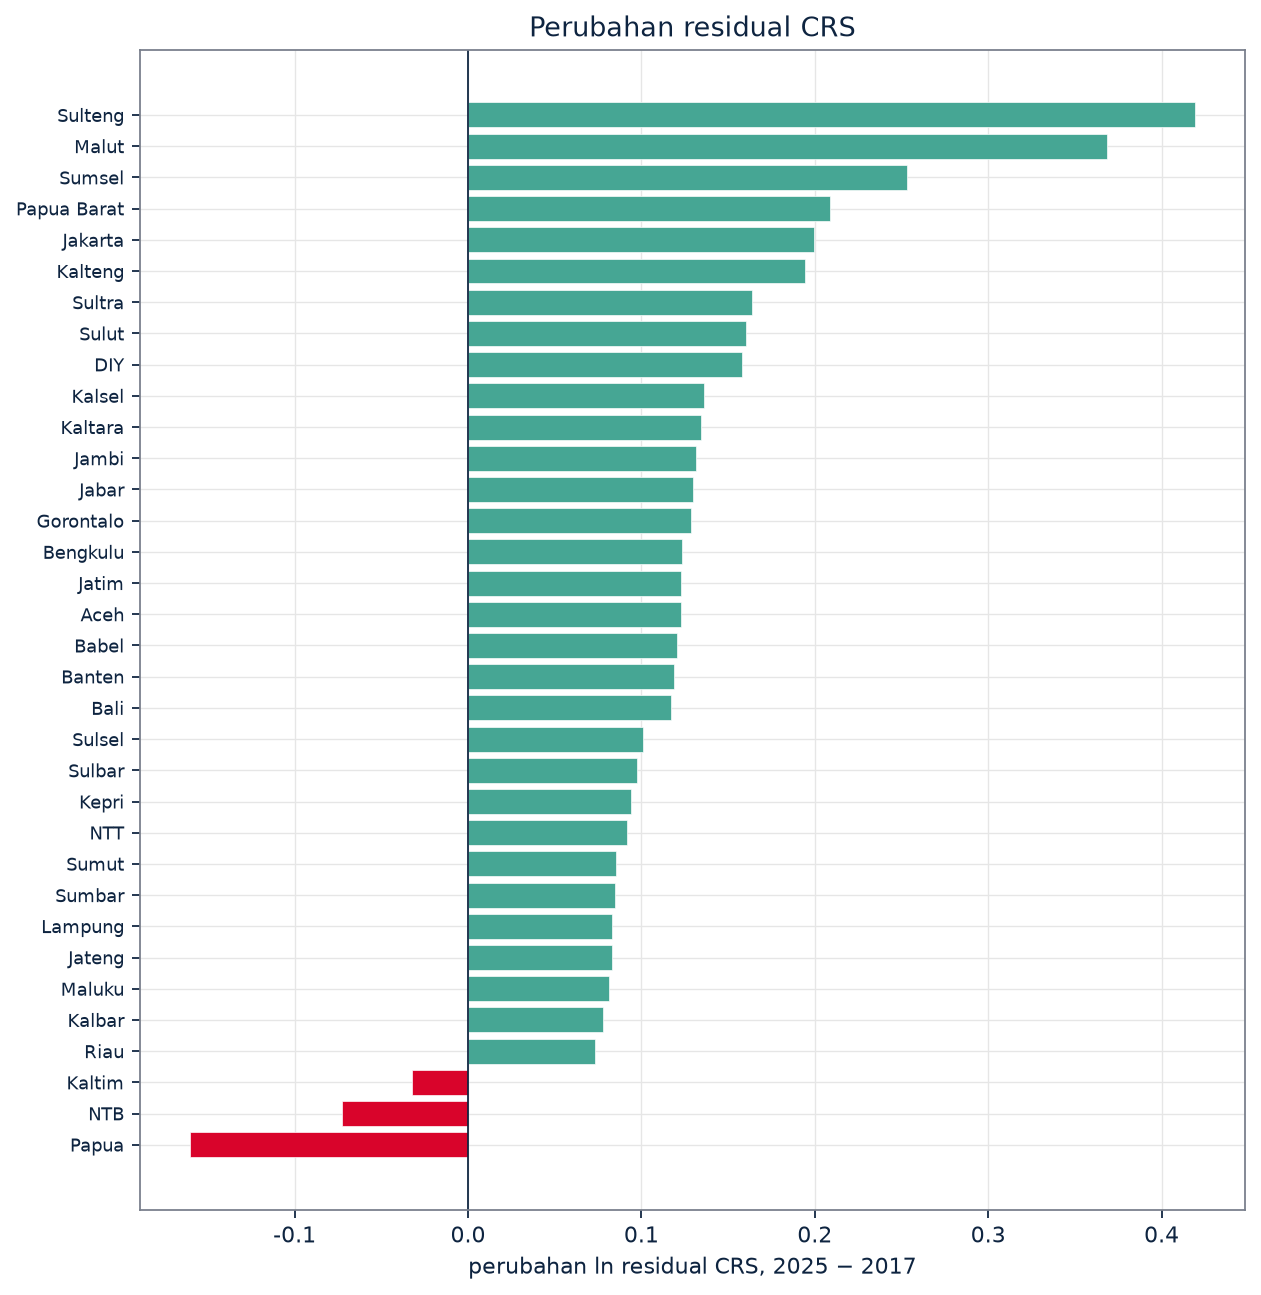 Perubahan residual CRS
Sulteng
Malut
Sumsel
Papua Barat
Jakarta
Kalteng
Sultra
Sulut
DIY
Kalsel
Kaltara
Jambi
Jabar
Gorontalo
Bengkulu
Jatim
Aceh
Babel
Banten
Bali
Sulsel
Sulbar
Kepri
NTT
Sumut
Sumbar
Lampung
Jateng
Maluku
Kalbar
Riau
Kaltim
NTB
Papua
-0.1 0.0 0.1 0.2 0.3 0.4
perubahan ln residual CRS, 2025 − 2017